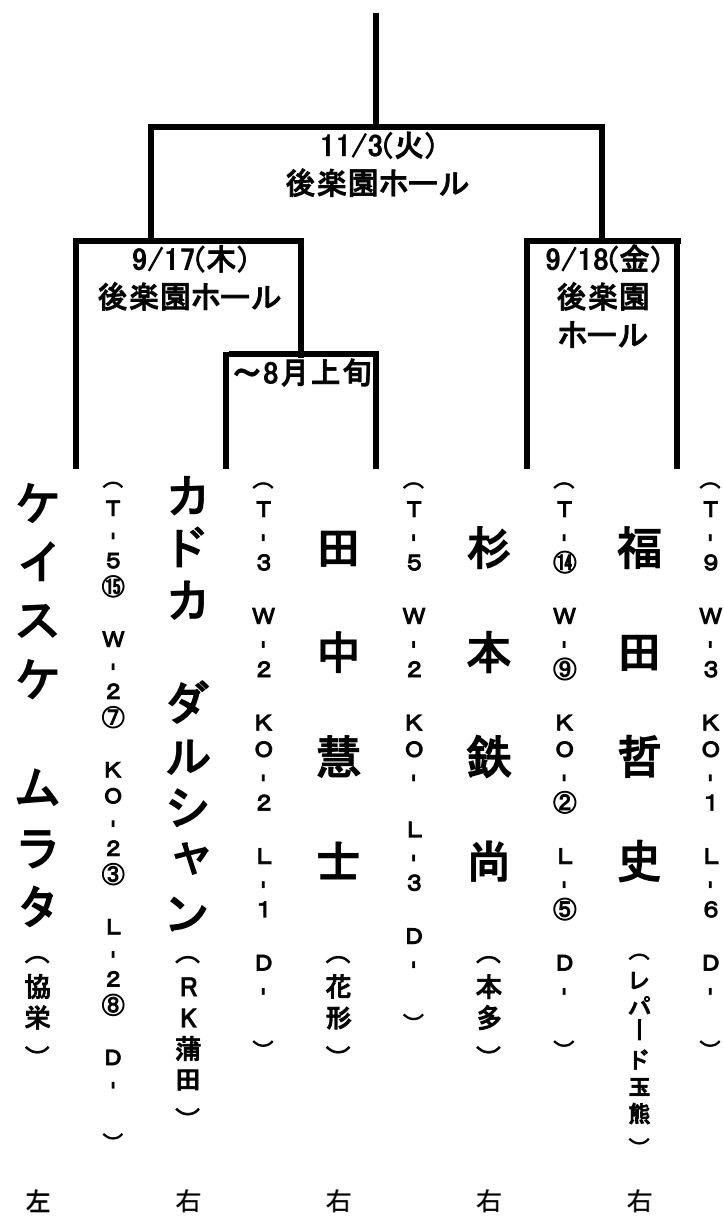 11/3(火)
後楽園ホール
9/17(木)
後楽園ホール
9/18(金)
後楽園
ホール
～8月上旬
ケイスケ ムラタ(協栄)
(T-5⑮ W-2⑦ KO-2③ L-2⑧ D- )
左
カドカ ダルシャン(RK蒲田)
(T-3 W-2 KO-2 L-1 D- )
右
田中慧士(花形)
(T-5 W-2 KO- L-3 D- )
右
杉本鉄尚(本多)
(T-⑭ W-⑨ KO-② L-⑤ D- )
右
福田哲史(レパード玉熊)
(T-9 W-3 KO-1 L-6 D- )
右